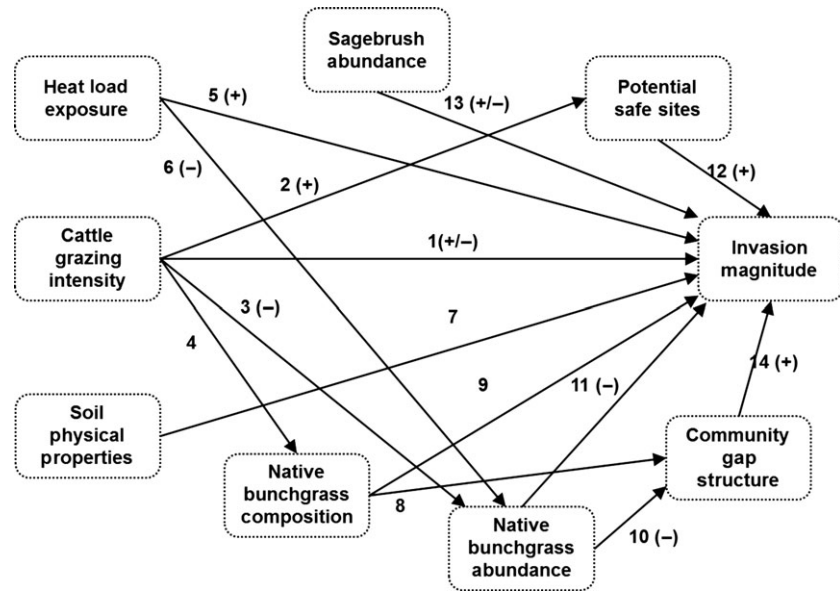 Sagebrush
abundance
Heat load
exposure
Potential
safe sites
5 (+)
13 (+/–)
6 (–)
2 (+)
12 (+)
Cattle
grazing
intensity
1(+/–)
Invasion
magnitude
3 (–)
7
4
9
11 (–)
14 (+)
Soil
physical
properties
Native
bunchgrass
composition
8
Community
gap
structure
Native
bunchgrass
abundance
10 (–)